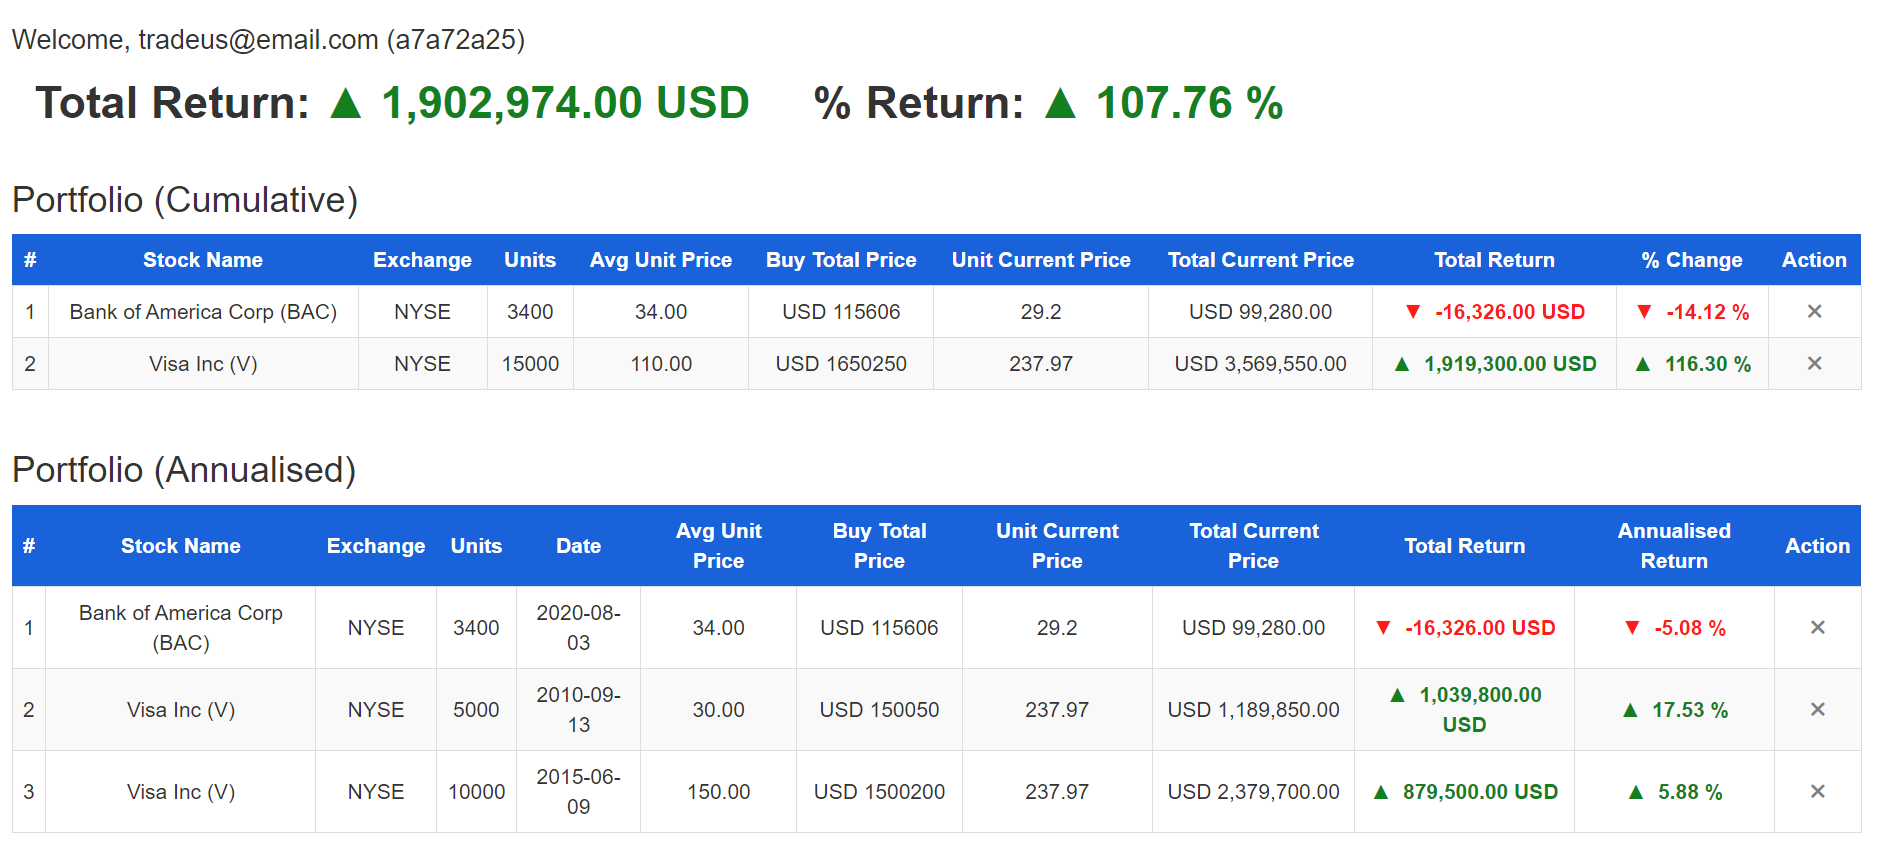 Welcome, tradeus@email.com (a7a72a25)
Total Return: ▲ 1,902,974.00 USD % Return: ▲ 107.76 %
Portfolio (Cumulative)
# Stock Name Exchange Units Avg Unit Price Buy Total Price Unit Current Price Total Current Price Total Return % Change Action
1 Bank of America Corp (BAC) NYSE 3400 34.00 USD 115606 29.2 USD 99,280.00 ▼ -16,326.00 USD ▼ -14.12 % ✕
2 Visa Inc (V) NYSE 15000 110.00 USD 1650250 237.97 USD 3,569,550.00 ▲ 1,919,300.00 USD ▲ 116.30 % ✕
Portfolio (Annualised)
# Stock Name Exchange Units Date Avg Unit Price Buy Total Price Unit Current Price Total Current Price Total Return Annualised Return Action
1 Bank of America Corp (BAC) NYSE 3400 2020-08-03 34.00 USD 115606 29.2 USD 99,280.00 ▼ -16,326.00 USD ▼ -5.08 % ✕
2 Visa Inc (V) NYSE 5000 2010-09-13 30.00 USD 150050 237.97 USD 1,189,850.00 ▲ 1,039,800.00 USD ▲ 17.53 % ✕
3 Visa Inc (V) NYSE 10000 2015-06-09 150.00 USD 1500200 237.97 USD 2,379,700.00 ▲ 879,500.00 USD ▲ 5.88 % ✕